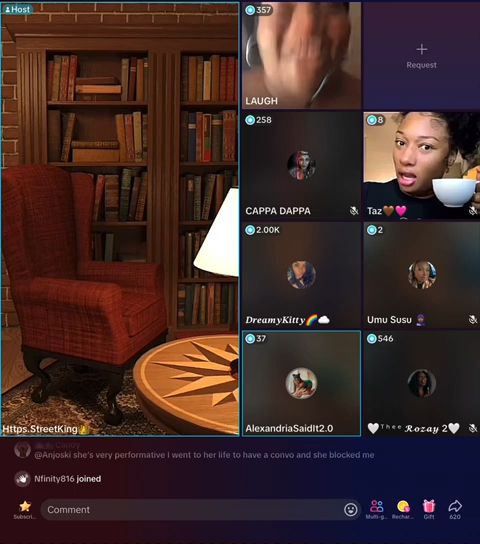 Host
357
LAUGH
Request
258
CAPPA DAPPA
8
Taz🤎🩷
2.00K
DreamyKitty🌈☁️
2
Umu Susu
Https.StreetKing
37
AlexandriaSaidIt2.0
546
🤍ᵀʰᵉᵉ 𝓡𝓸𝔃𝓪𝔂 2🤍
Candy
@Anjoski she's very performative I went to her life to have a convo and she blocked me
Nfinity816 joined
Comment
Subscri...
Multi-g...
Rechar...
Gift
620